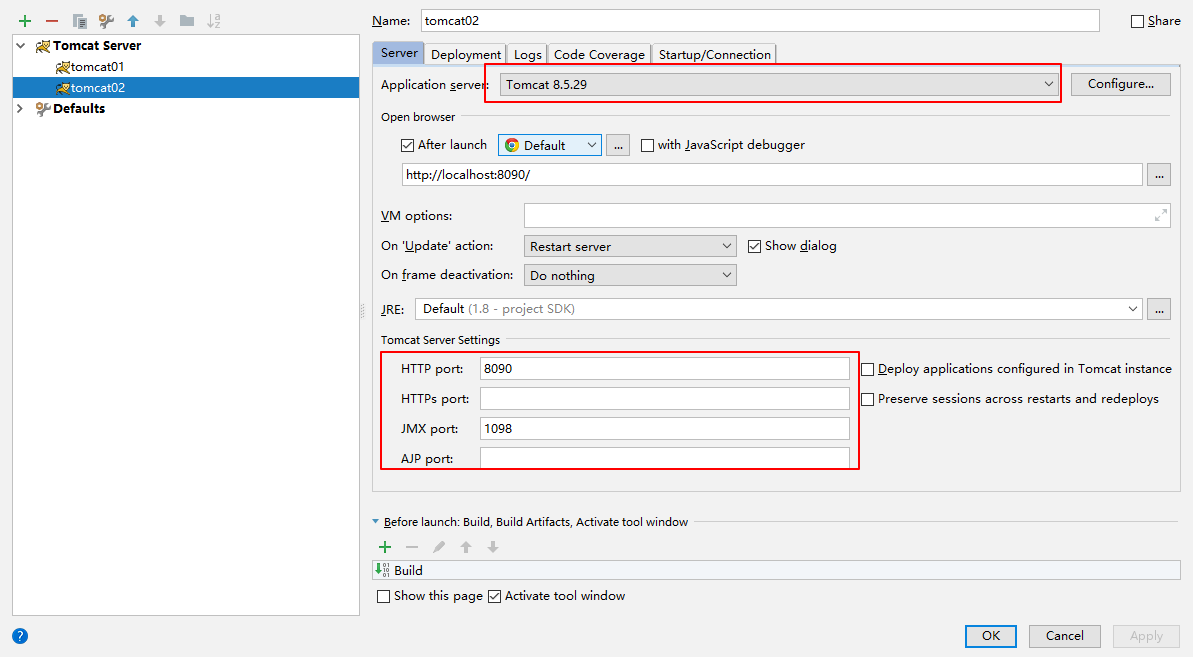 Name: tomcat02 Share
Tomcat Server
tomcat01
tomcat02
Defaults
Server Deployment Logs Code Coverage Startup/Connection
Application server: Tomcat 8.5.29 Configure...
Open browser
After launch Default ... with JavaScript debugger
http://localhost:8090/ ...
VM options:
On 'Update' action: Restart server Show dialog
On frame deactivation: Do nothing
JRE: Default (1.8 - project SDK) ...
Tomcat Server Settings
HTTP port: 8090 Deploy applications configured in Tomcat instance
HTTPs port: Preserve sessions across restarts and redeploys
JMX port: 1098
AJP port:
Before launch: Build, Build Artifacts, Activate tool window
Build
Show this page Activate tool window
OK Cancel Apply